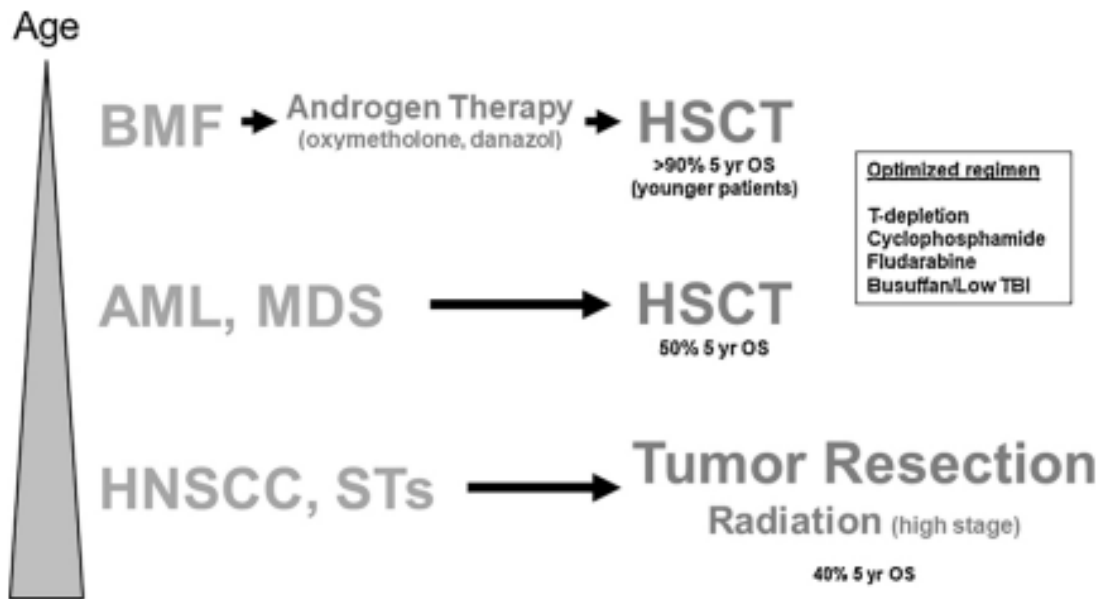 Age
BMF
Androgen Therapy
(oxymetholone, danazol)
HSCT
>90% 5 yr OS
(younger patients)
Optimized regimen
T-depletion
Cyclophosphamide
Fludarabine
Busulfan/Low TBI
AML, MDS
HSCT
50% 5 yr OS
HNSCC, STs
Tumor Resection
Radiation (high stage)
40% 5 yr OS